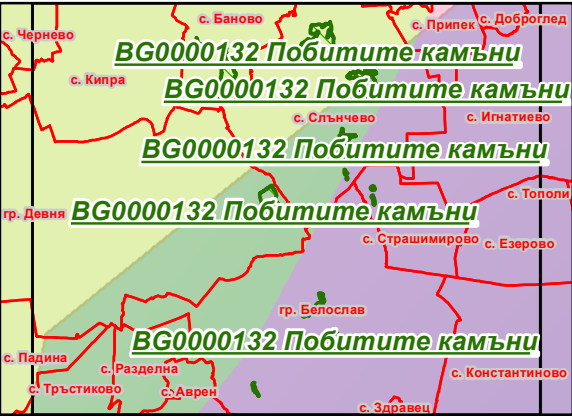 с. Баново
с. Припек
с. Доброглед
с. Чернево
BG0000132 Побитите камъни
с. Кипра
BG0000132 Побитите камъни
с. Слънчево
с. Игнатиево
BG0000132 Побитите камъни
с. Тополи
гр. Девня
BG0000132 Побитите камъни
с. Страшимирово
с. Езерово
гр. Белослав
BG0000132 Побитите камъни
с. Падина
с. Разделна
с. Константиново
с. Тръстиково
с. Аврен
с. Здравец